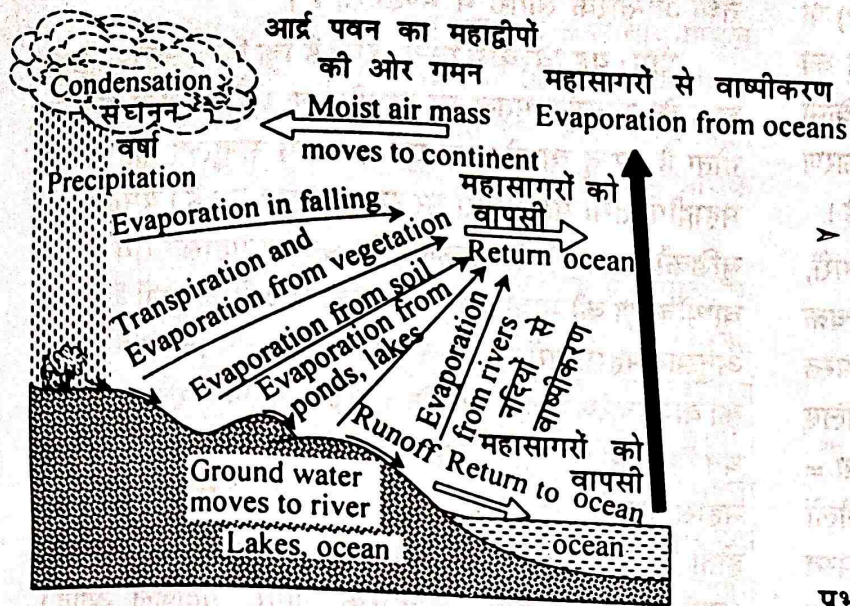 आर्द्र पवन का महाद्वीपों
की ओर गमन
Moist air mass
moves to continent
महासागरों से वाष्पीकरण
Evaporation from oceans
Condensation
संघनन
वर्षा
Precipitation
Evaporation in falling
महासागरों को
वापसी
Return ocean
Transpiration and
Evaporation from vegetation
Evaporation from soil
Evaporation from
ponds, lakes
Evaporation
from rivers
नदियों से
वाष्पीकरण
Runoff
महासागरों को
वापसी
Return to ocean
Ground water
moves to river
Lakes, ocean
ocean